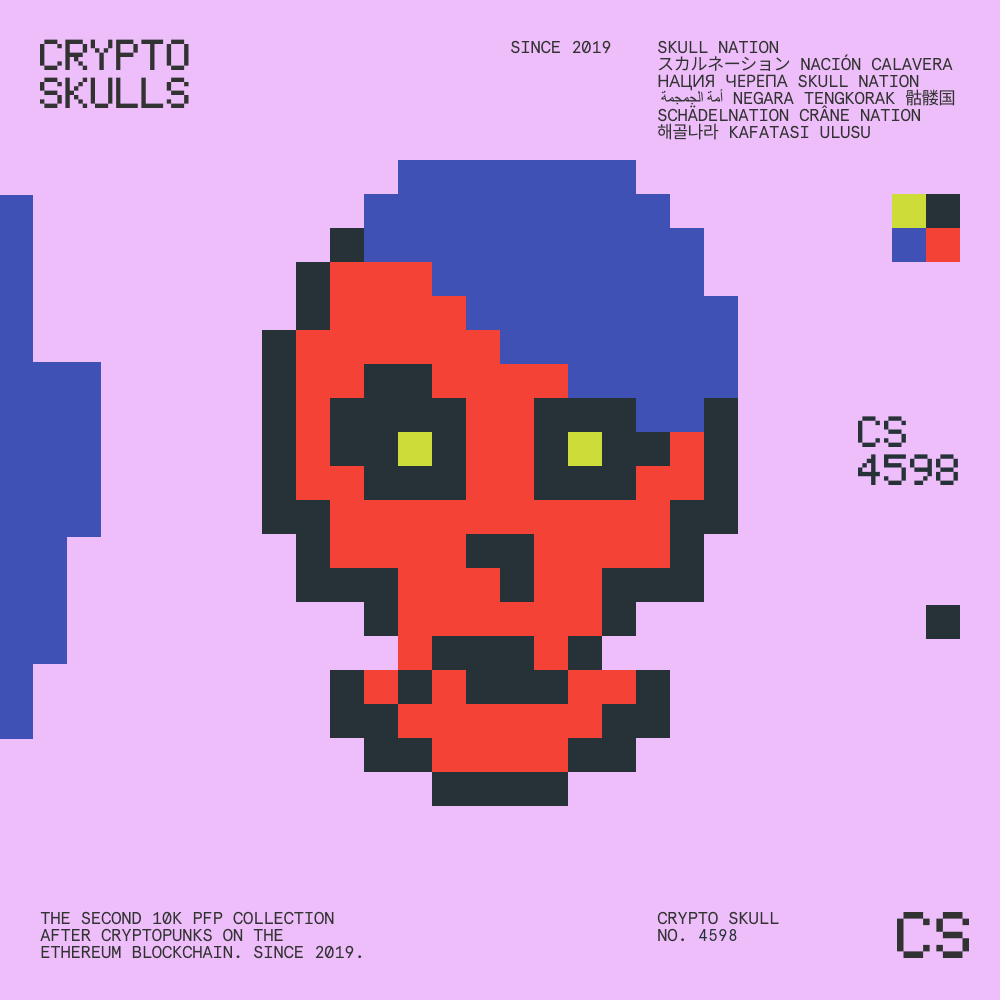 CRYPTO
SKULLS
SINCE 2019
SKULL NATION
スカルネーション NACIÓN CALAVERA
НАЦИЯ ЧЕРЕПА SKULL NATION
أمة الجمجمة NEGARA TENGKORAK 骷髅国
SCHÄDELNATION CRÂNE NATION
해골나라 KAFATASI ULUSU
CS
4598
THE SECOND 10K PFP COLLECTION
AFTER CRYPTOPUNKS ON THE
ETHEREUM BLOCKCHAIN. SINCE 2019.
CRYPTO SKULL
NO. 4598
CS